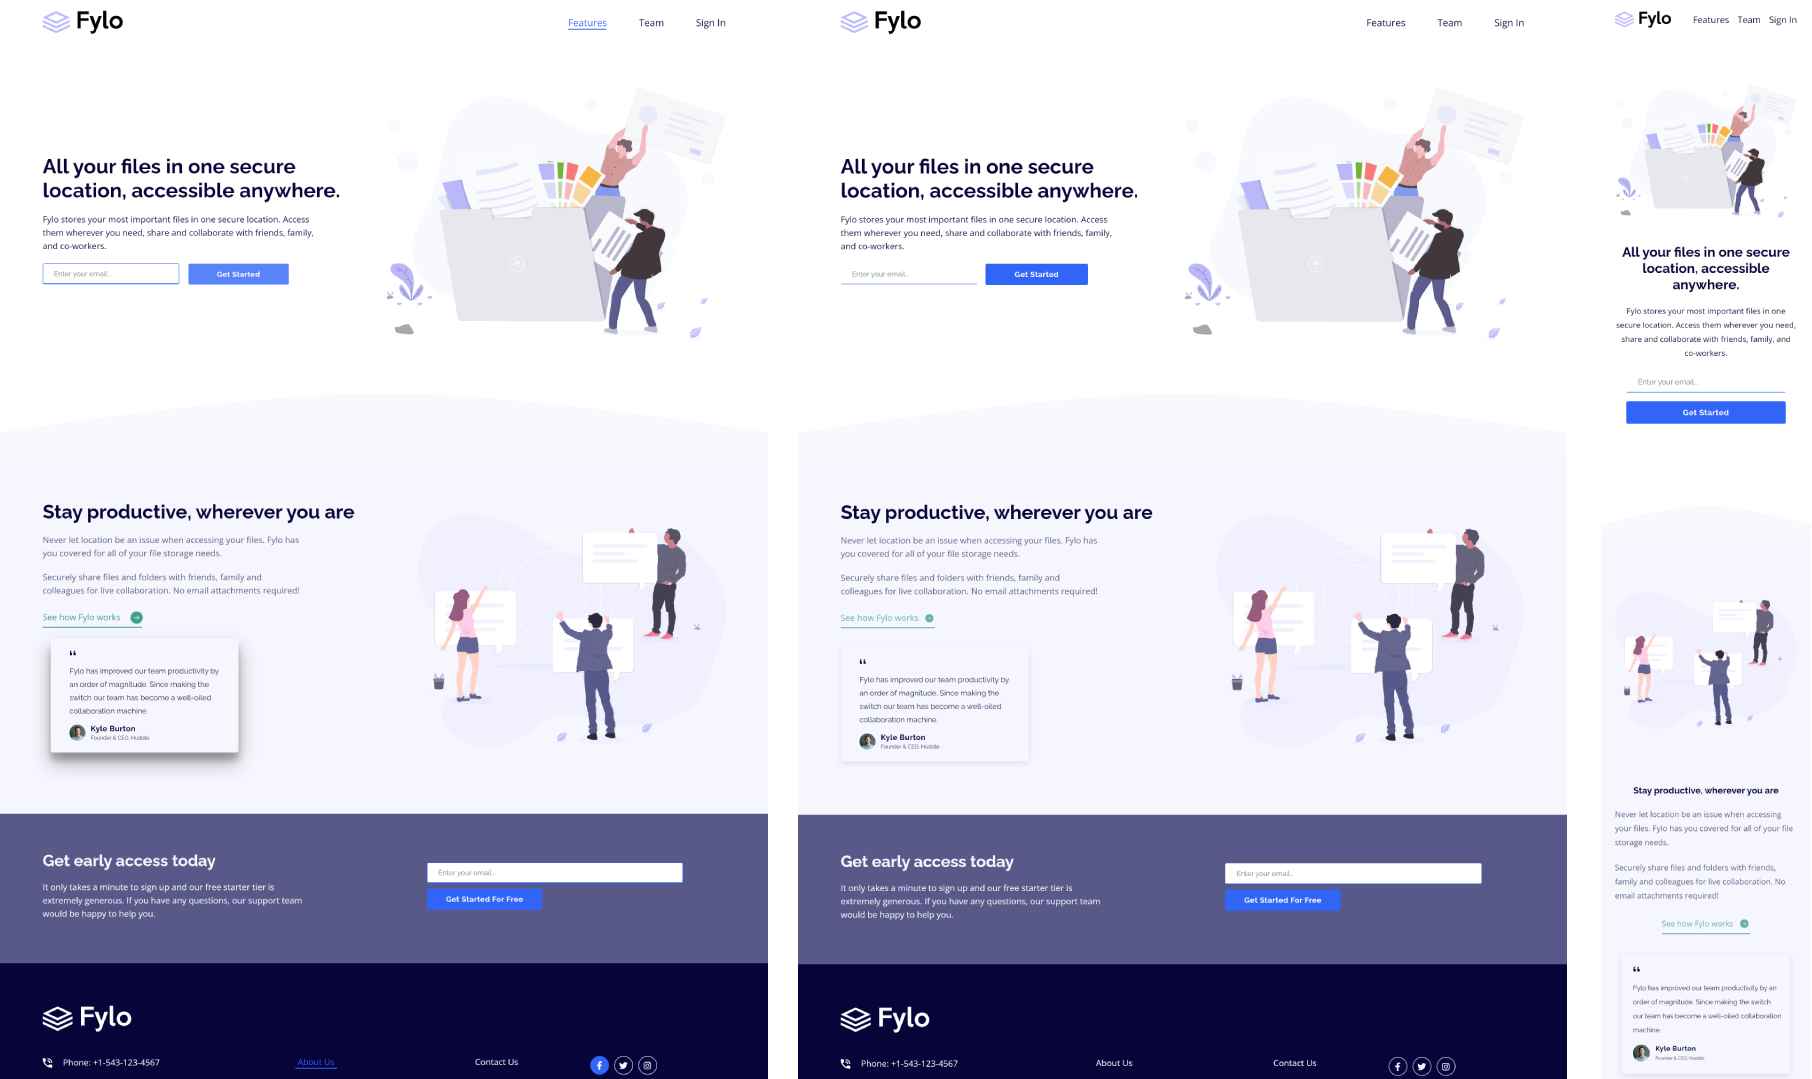 Fylo
Features Team Sign In
All your files in one secure
location, accessible anywhere.
Fylo stores your most important files in one secure location. Access
them wherever you need, share and collaborate with friends, family,
and co-workers.
Enter your email..
Get Started
Stay productive, wherever you are
Never let location be an issue when accessing your files. Fylo has
you covered for all of your file storage needs.
Securely share files and folders with friends, family and
colleagues for live collaboration. No email attachments required!
See how Fylo works
“
Fylo has improved our team productivity by
an order of magnitude. Since making the
switch our team has become a well-oiled
collaboration machine.
Kyle Burton
Founder & CEO, Huddle
Get early access today
It only takes a minute to sign up and our free starter tier is
extremely generous. If you have any questions, our support team
would be happy to help you.
Enter your email..
Get Started For Free
Fylo
Phone: +1-543-123-4567
About Us
Contact Us
Fylo
Features Team Sign In
All your files in one secure
location, accessible anywhere.
Fylo stores your most important files in one secure location. Access
them wherever you need, share and collaborate with friends, family,
and co-workers.
Enter your email..
Get Started
Stay productive, wherever you are
Never let location be an issue when accessing your files. Fylo has
you covered for all of your file storage needs.
Securely share files and folders with friends, family and
colleagues for live collaboration. No email attachments required!
See how Fylo works
“
Fylo has improved our team productivity by
an order of magnitude. Since making the
switch our team has become a well-oiled
collaboration machine.
Kyle Burton
Founder & CEO, Huddle
Get early access today
It only takes a minute to sign up and our free starter tier is
extremely generous. If you have any questions, our support team
would be happy to help you.
Enter your email..
Get Started For Free
Fylo
Phone: +1-543-123-4567
About Us
Contact Us
Fylo
Features Team Sign In
All your files in one secure
location, accessible
anywhere.
Fylo stores your most important files in one
secure location. Access them wherever you need,
share and collaborate with friends, family, and
co-workers.
Enter your email..
Get Started
Stay productive, wherever you are
Never let location be an issue when accessing
your files. Fylo has you covered for all of your file
storage needs.
Securely share files and folders with friends,
family and colleagues for live collaboration. No
email attachments required!
See how Fylo works
“
Fylo has improved our team productivity by an
order of magnitude. Since making the switch
our team has become a well-oiled collaboration
machine.
Kyle Burton
Founder & CEO, Huddle